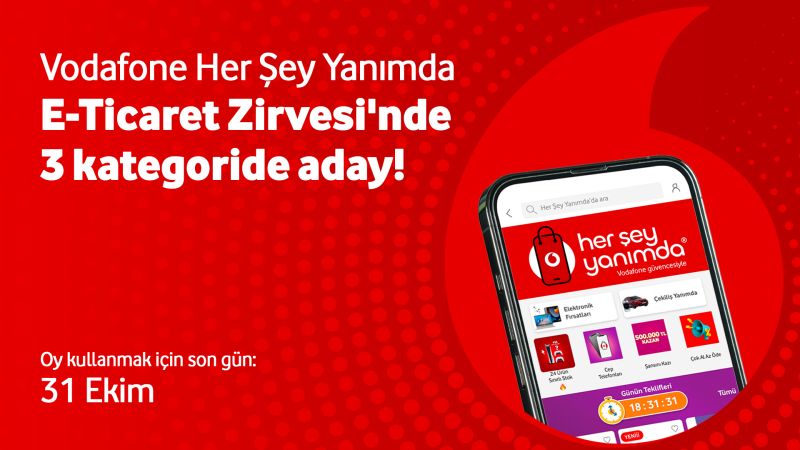 Vodafone Her Şey Yanımda
E-Ticaret Zirvesi'nde
3 kategoride aday!
Oy kullanmak için son gün:
31 Ekim
Her Şey Yanımda'da ara
her şey
yanımda®
Vodafone güvencesiyle
Elektronik
Fırsatları
Çekiliş Yanımda
24 Ürün
Sınırlı Stok
Cep
Telefonları
500.000 TL
KAZAN
Şansını Kazı
Çok Al Az Öde
Günün Teklifleri
18 : 31 : 31
Tümü
YENİ